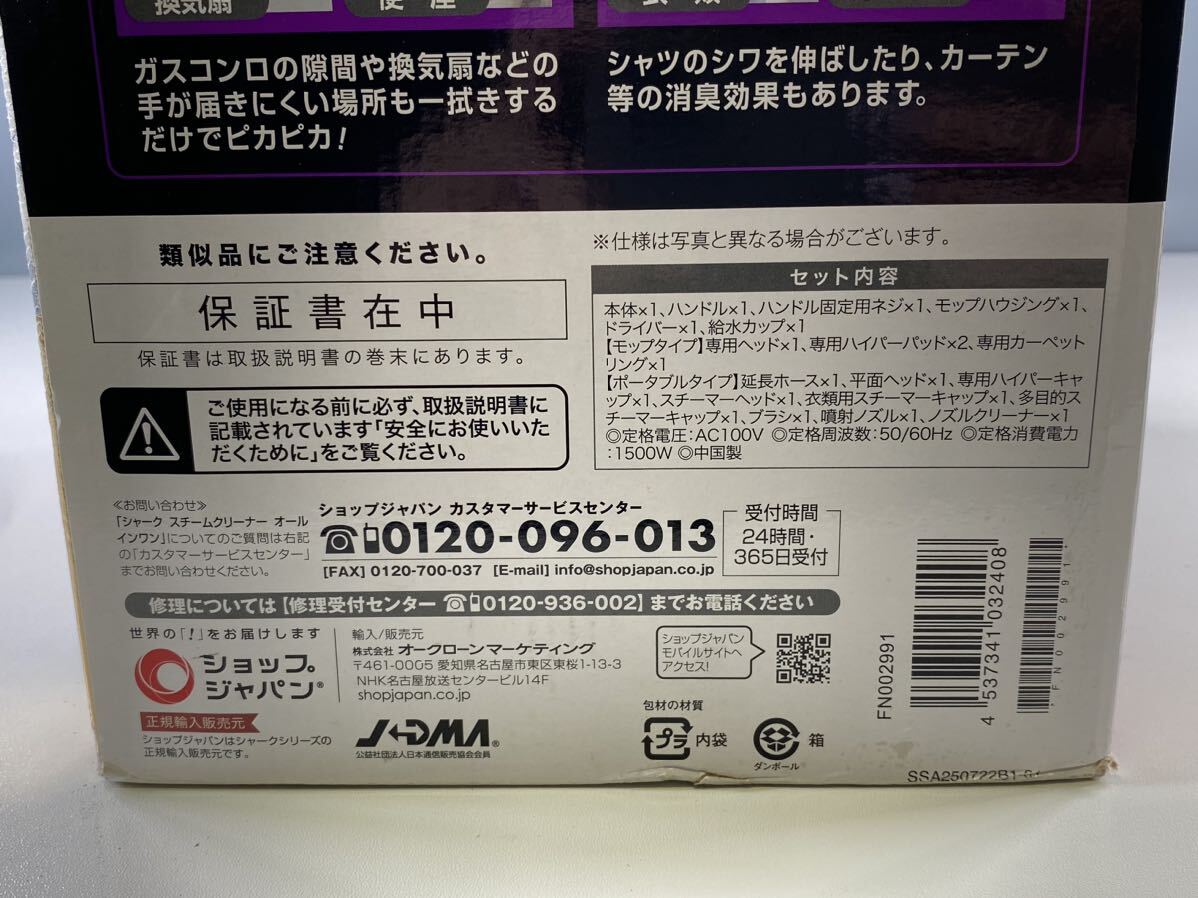 換気扇
便座
ガスコンロの隙間や換気扇などの
手が届きにくい場所も一拭きする
だけでピカピカ!
シャツのシワを伸ばしたり、カーテン
等の消臭効果もあります。
類似品にご注意ください。
保証書在中
保証書は取扱説明書の巻末にあります。
ご使用になる前に必ず、取扱説明書に
記載されています「安全にお使いいた
だくために」をご覧ください。
※仕様は写真と異なる場合がございます。
セット内容
本体×1、ハンドル×1、ハンドル固定用ネジ×1、モップハウジング×1、
ドライバー×1、給水カップ×1
【モップタイプ】専用ヘッド×1、専用ハイパーパッド×2、専用カーペット
リング×1
【ポータブルタイプ】延長ホース×1、平面ヘッド×1、専用ハイパーキャ
ップ×1、スチーマーヘッド×1、衣類用スチーマーキャップ×1、多目的ス
チーマーキャップ×1、ブラシ×1、噴射ノズル×1、ノズルクリーナー×1
◎定格電圧:AC100V ◎定格周波数:50/60Hz ◎定格消費電力
:1500W ◎中国製
≪お問い合わせ≫
「シャーク スチームクリーナー オール
インワン」についてのご質問は右記
の「カスタマーサービスセンター」
までお問い合わせください。
ショップジャパン カスタマーサービスセンター
0120-096-013
[FAX] 0120-700-037 [E-mail] info@shopjapan.co.jp
受付時間
24時間・
365日受付
修理については【修理受付センター 0120-936-002】までお電話ください
世界の「!」をお届けします
ショップ。
ジャパン®
正規輸入販売元
ショップジャパンはシャークシリーズの
正規輸入販売元です。
輸入/販売元
株式会社 オークローンマーケティング
〒461-0005 愛知県名古屋市東区東桜1-13-3
NHK名古屋放送センタービル14F
shopjapan.co.jp
JADMA®
公益社団法人日本通信販売協会会員
ショップジャパン
モバイルサイトへ
アクセス!
包材の材質
プラ 内袋
箱
ダンボール
FN002991
4 537341 032408
*FN002991*
SSA250722B1